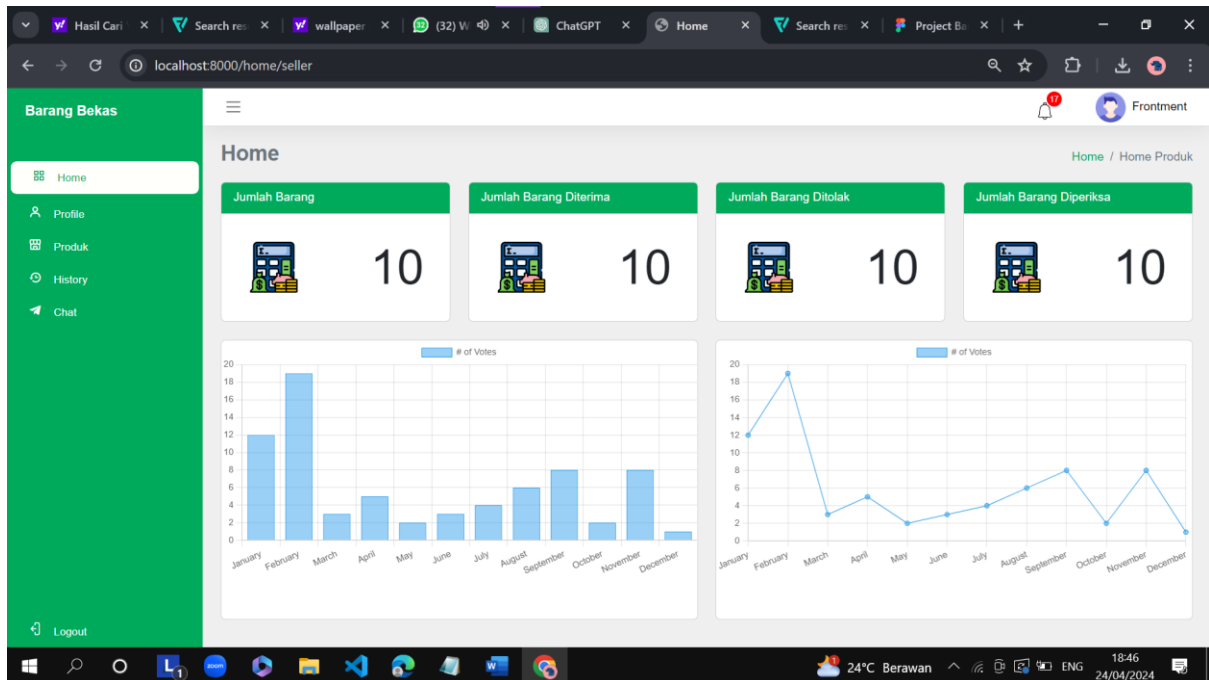 Hasil Cari
Search res
wallpaper
(32) W
ChatGPT
Home
Search res
Project Ba
localhost:8000/home/seller
Barang Bekas
17
Frontment
Home
Home / Home Produk
Home
Profile
Produk
History
Chat
Logout
Jumlah Barang
10
Jumlah Barang Diterima
10
Jumlah Barang Ditolak
10
Jumlah Barang Diperiksa
10
# of Votes
20
18
16
14
12
10
8
6
4
2
0
January February March April May June July August September October November December
# of Votes
20
18
16
14
12
10
8
6
4
2
0
January February March April May June July August September October November December
zoom
24°C Berawan
ENG
18:46
24/04/2024